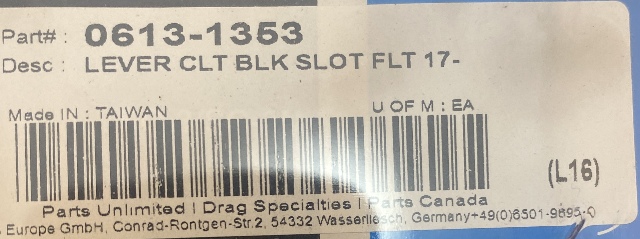 Part# : 0613-1353
Desc : LEVER CLT BLK SLOT FLT 17-
Made IN : TAIWAN U OF M : EA
(L16)
Parts Unlimited | Drag Specialties | Parts Canada
Europe GmbH, Conrad-Rontgen-Str.2, 54332 Wasserliesch, Germany+49(0)6501-9695-0